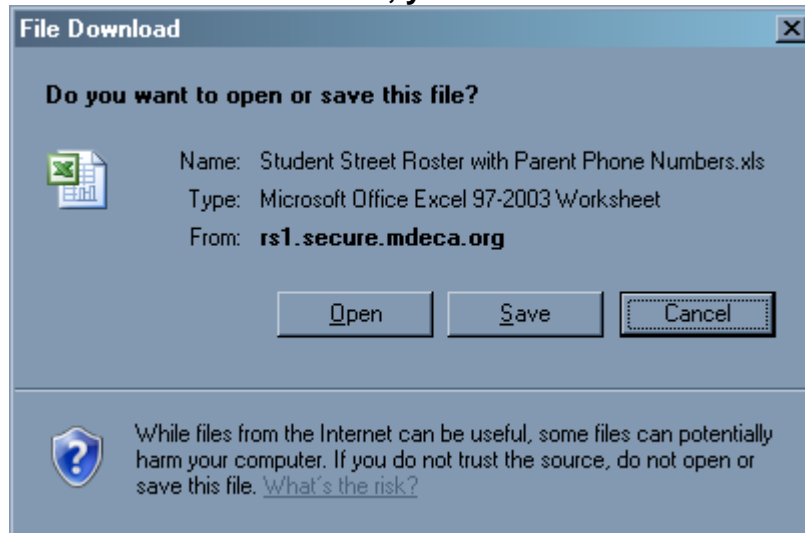 File Download
Do you want to open or save this file?
Name: Student Street Roster with Parent Phone Numbers.xls
Type: Microsoft Office Excel 97-2003 Worksheet
From: rs1.secure.mdeca.org
Open Save Cancel
While files from the Internet can be useful, some files can potentially
harm your computer. If you do not trust the source, do not open or
save this file. What's the risk?